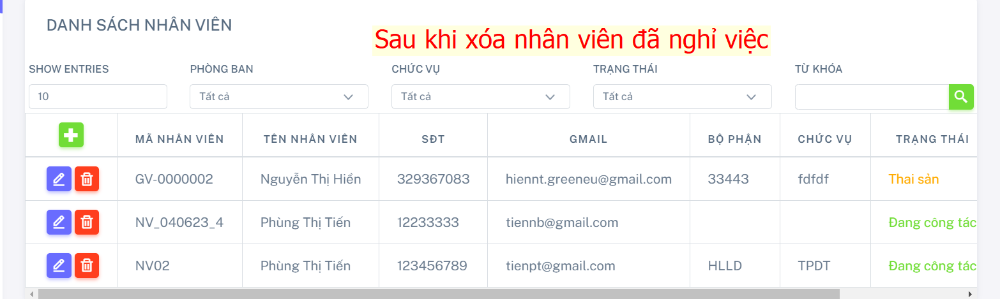 DANH SÁCH NHÂN VIÊN
Sau khi xóa nhân viên đã nghỉ việc
SHOW ENTRIES PHÒNG BAN CHỨC VỤ TRẠNG THÁI TỪ KHÓA
10 Tất cả Tất cả Tất cả
MÃ NHÂN VIÊN TÊN NHÂN VIÊN SĐT GMAIL BỘ PHẬN CHỨC VỤ TRẠNG THÁI
GV-0000002 Nguyễn Thị Hiền 329367083 hiennt.greeneu@gmail.com 33443 fdfdf Thai sản
NV_040623_4 Phùng Thị Tiến 12233333 tiennb@gmail.com Đang công tác
NV02 Phùng Thị Tiến 123456789 tienpt@gmail.com HLLD TPDT Đang công tác